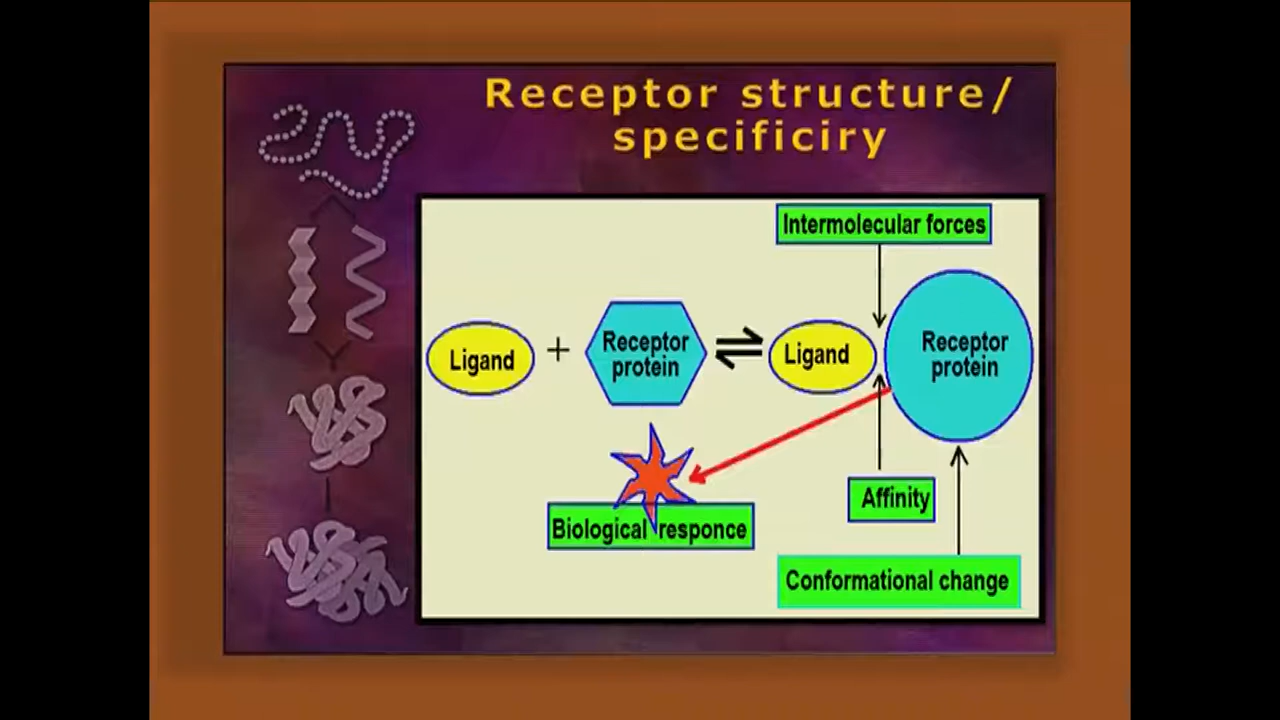 Receptor structure/
specificiry
Intermolecular forces
Ligand
+
Receptor
protein
⇌
Ligand
Receptor
protein
Affinity
Biological responce
Conformational change